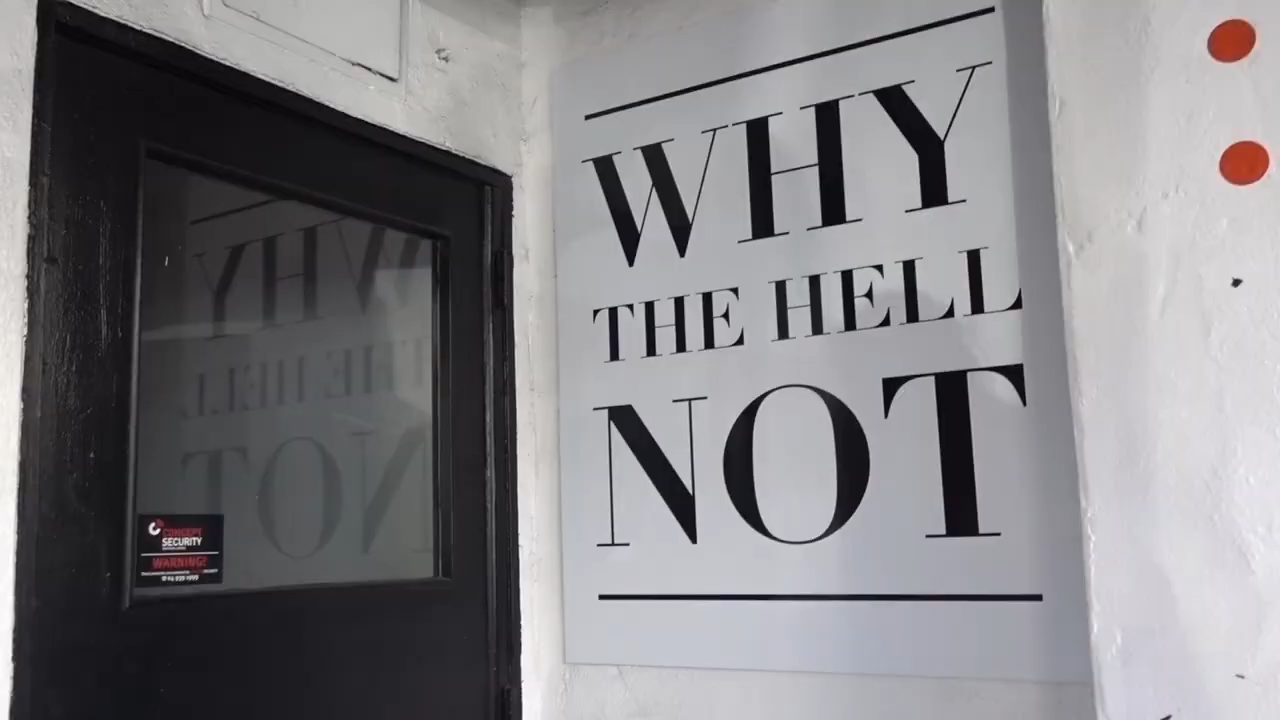 WHY
THE HELL
NOT
CONCEPT
SECURITY
WARNING!